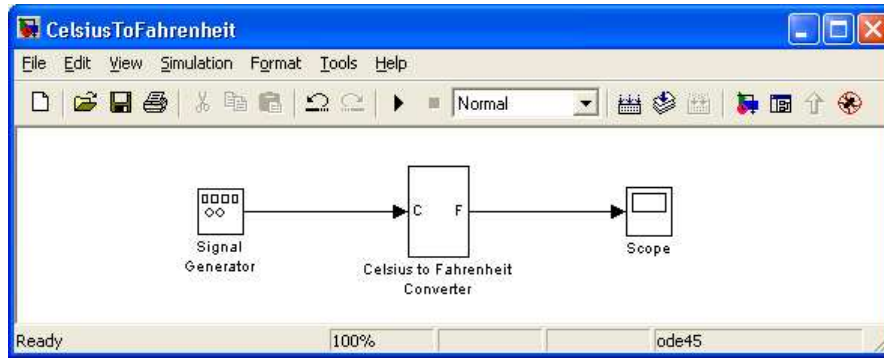 CelsiusToFahrenheit
File Edit View Simulation Format Tools Help
Normal
C F
Signal
Generator
Celsius to Fahrenheit
Converter
Scope
Ready 100% ode45